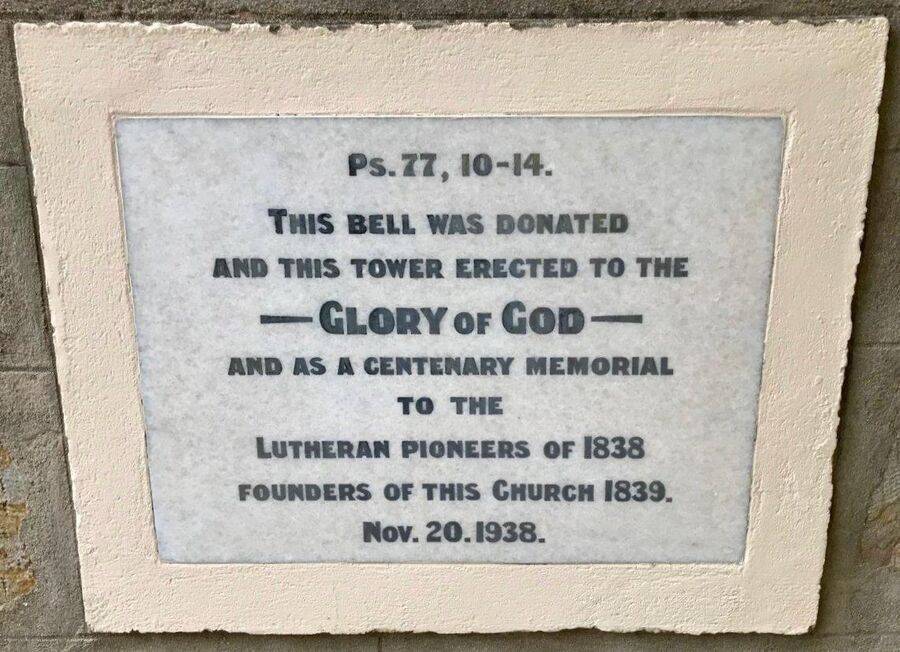 Ps. 77, 10-14.
This bell was donated
and this tower erected to the
— Glory of God —
and as a centenary memorial
to the
Lutheran pioneers of 1838
founders of this Church 1839.
Nov. 20. 1938.